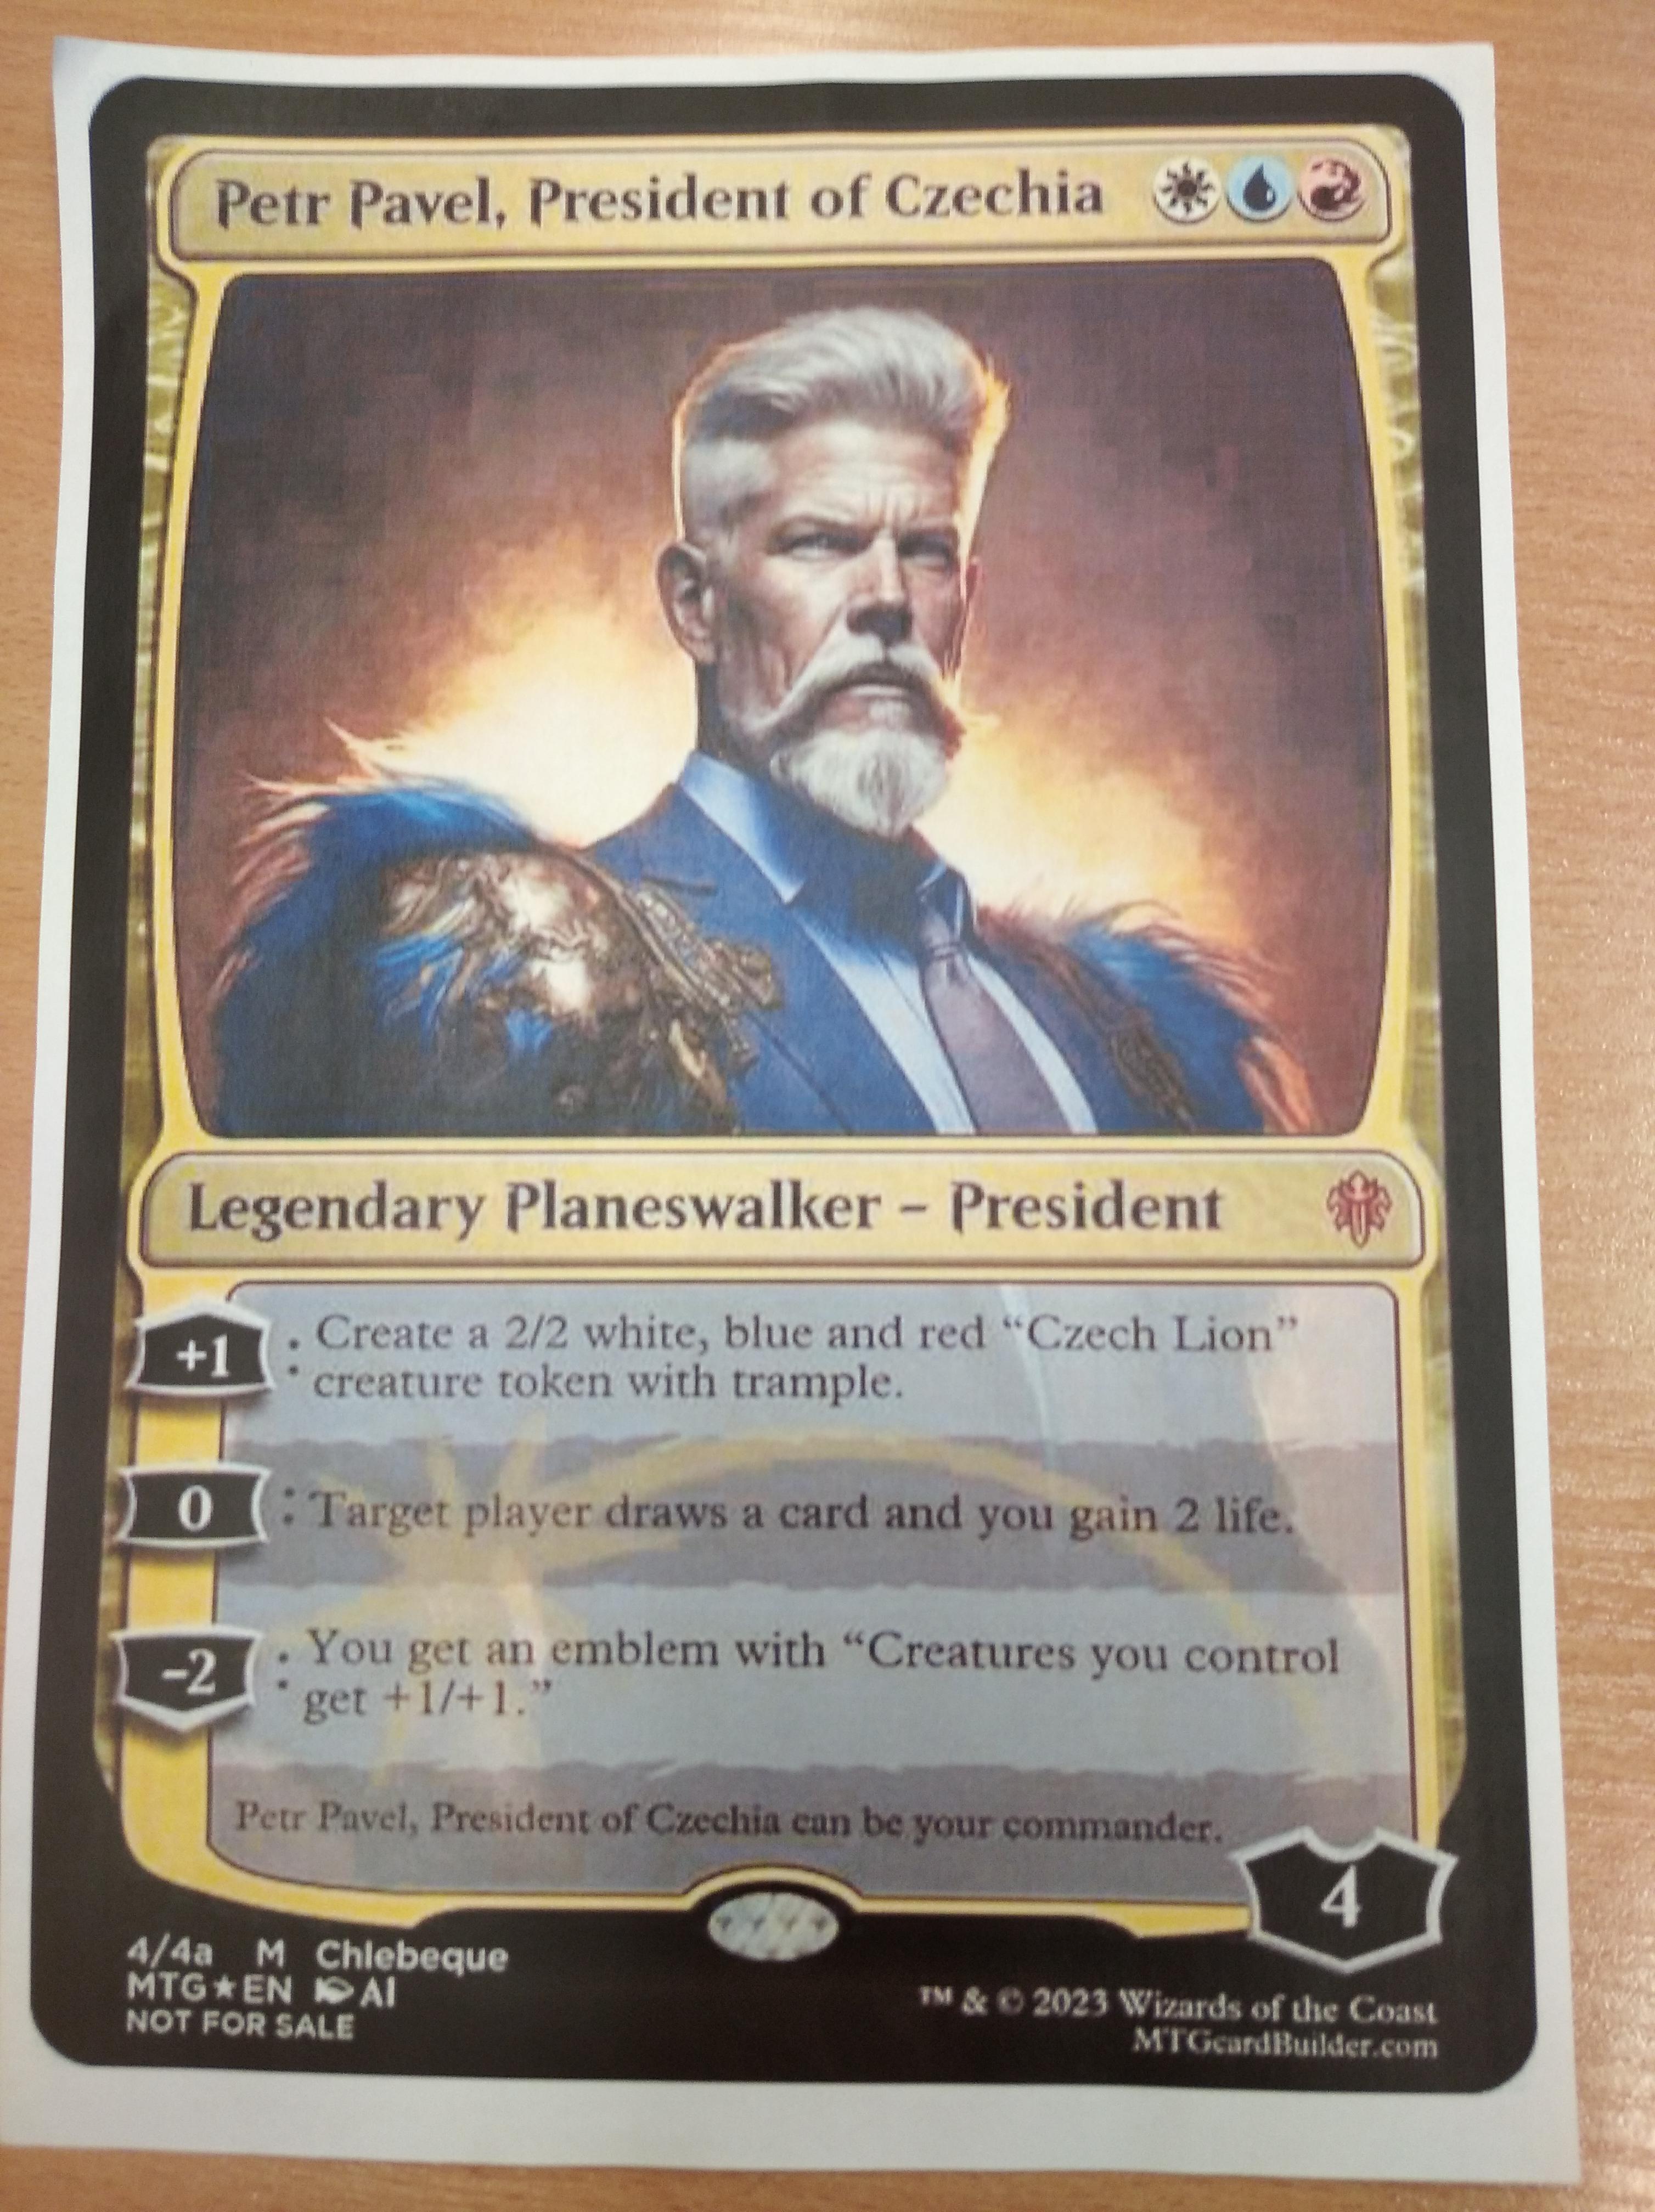 Petr Pavel, President of Czechia
Legendary Planeswalker – President
+1 : Create a 2/2 white, blue and red “Czech Lion”
creature token with trample.
0 : Target player draws a card and you gain 2 life.
−2 : You get an emblem with “Creatures you control
get +1/+1.”
Petr Pavel, President of Czechia can be your commander.
4
4/4a M Chlebeque
MTG★EN AI
NOT FOR SALE
™ & © 2023 Wizards of the Coast
MTGcardBuilder.com